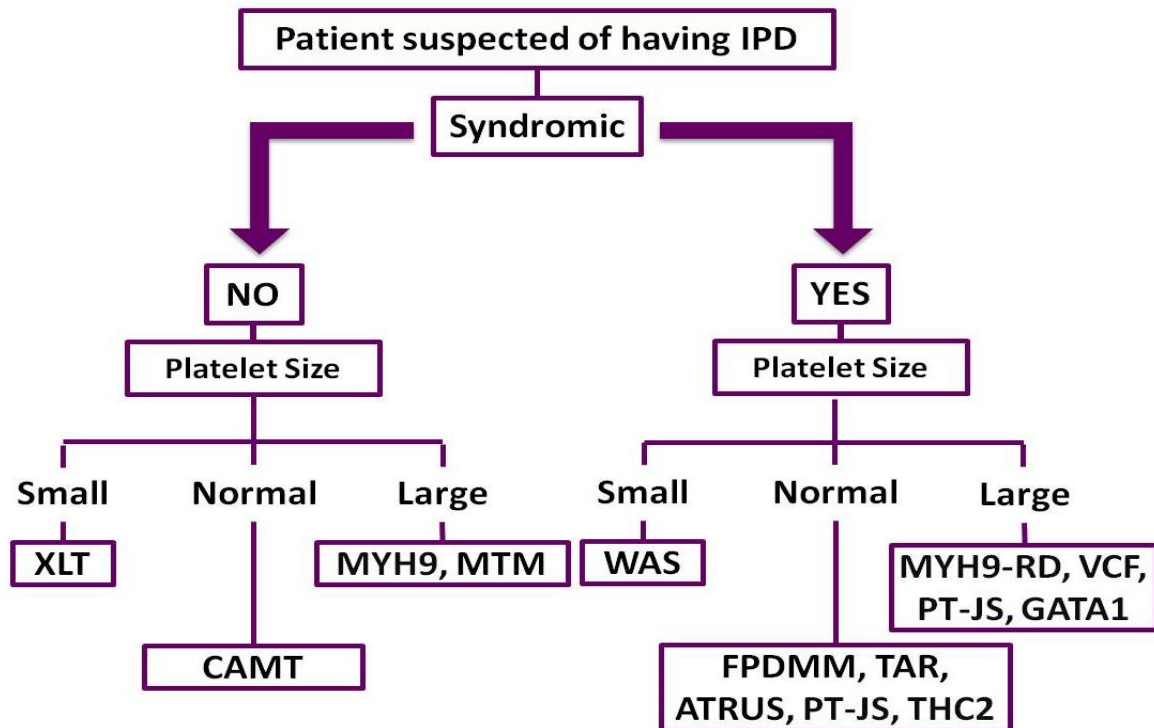 Patient suspected of having IPD
Syndromic
NO
YES
Platelet Size
Platelet Size
Small
Normal
Large
Small
Normal
Large
XLT
MYH9, MTM
WAS
MYH9-RD, VCF,
PT-JS, GATA1
CAMT
FPDMM, TAR,
ATRUS, PT-JS, THC2